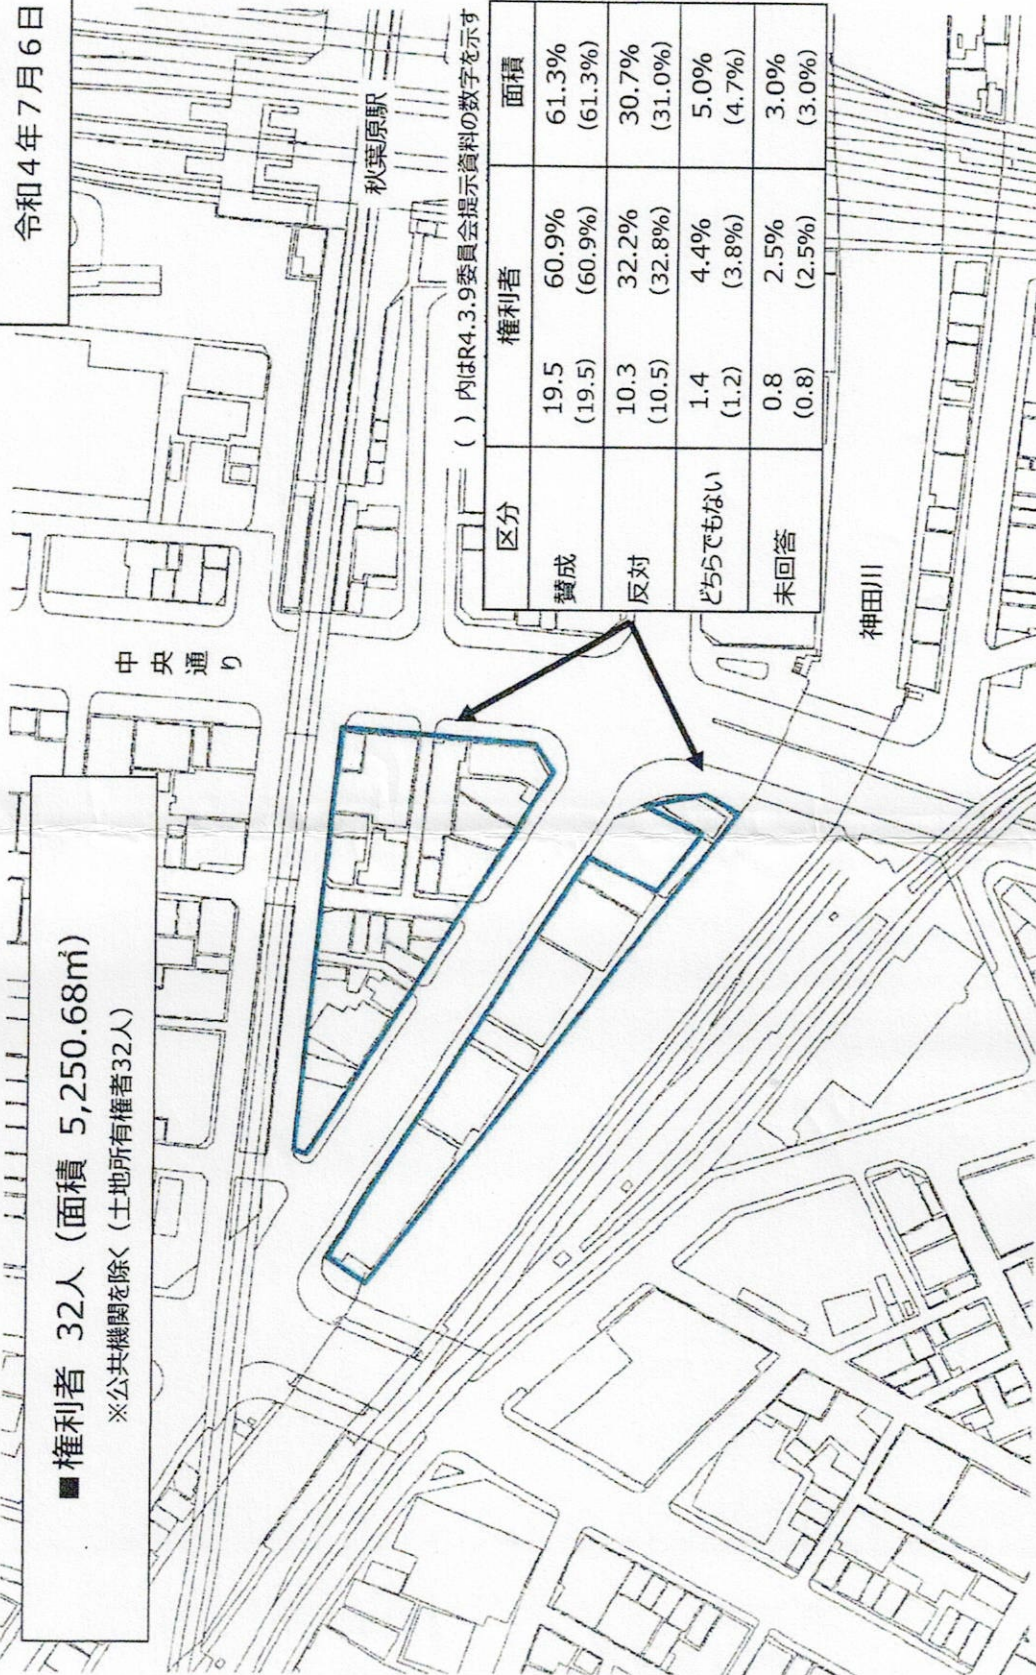 令和4年7月6日
■権利者 32人（面積 5,250.68㎡）
※公共機関を除く（土地所有権者32人）
中央通り
秋葉原駅
（ ）内はR4.3.9委員会提示資料の数字を示す
区分 権利者 面積
賛成 19.5 60.9% 61.3%
(19.5) (60.9%) (61.3%)
反対 10.3 32.2% 30.7%
(10.5) (32.8%) (31.0%)
どちらでもない 1.4 4.4% 5.0%
(1.2) (3.8%) (4.7%)
未回答 0.8 2.5% 3.0%
(0.8) (2.5%) (3.0%)
神田川